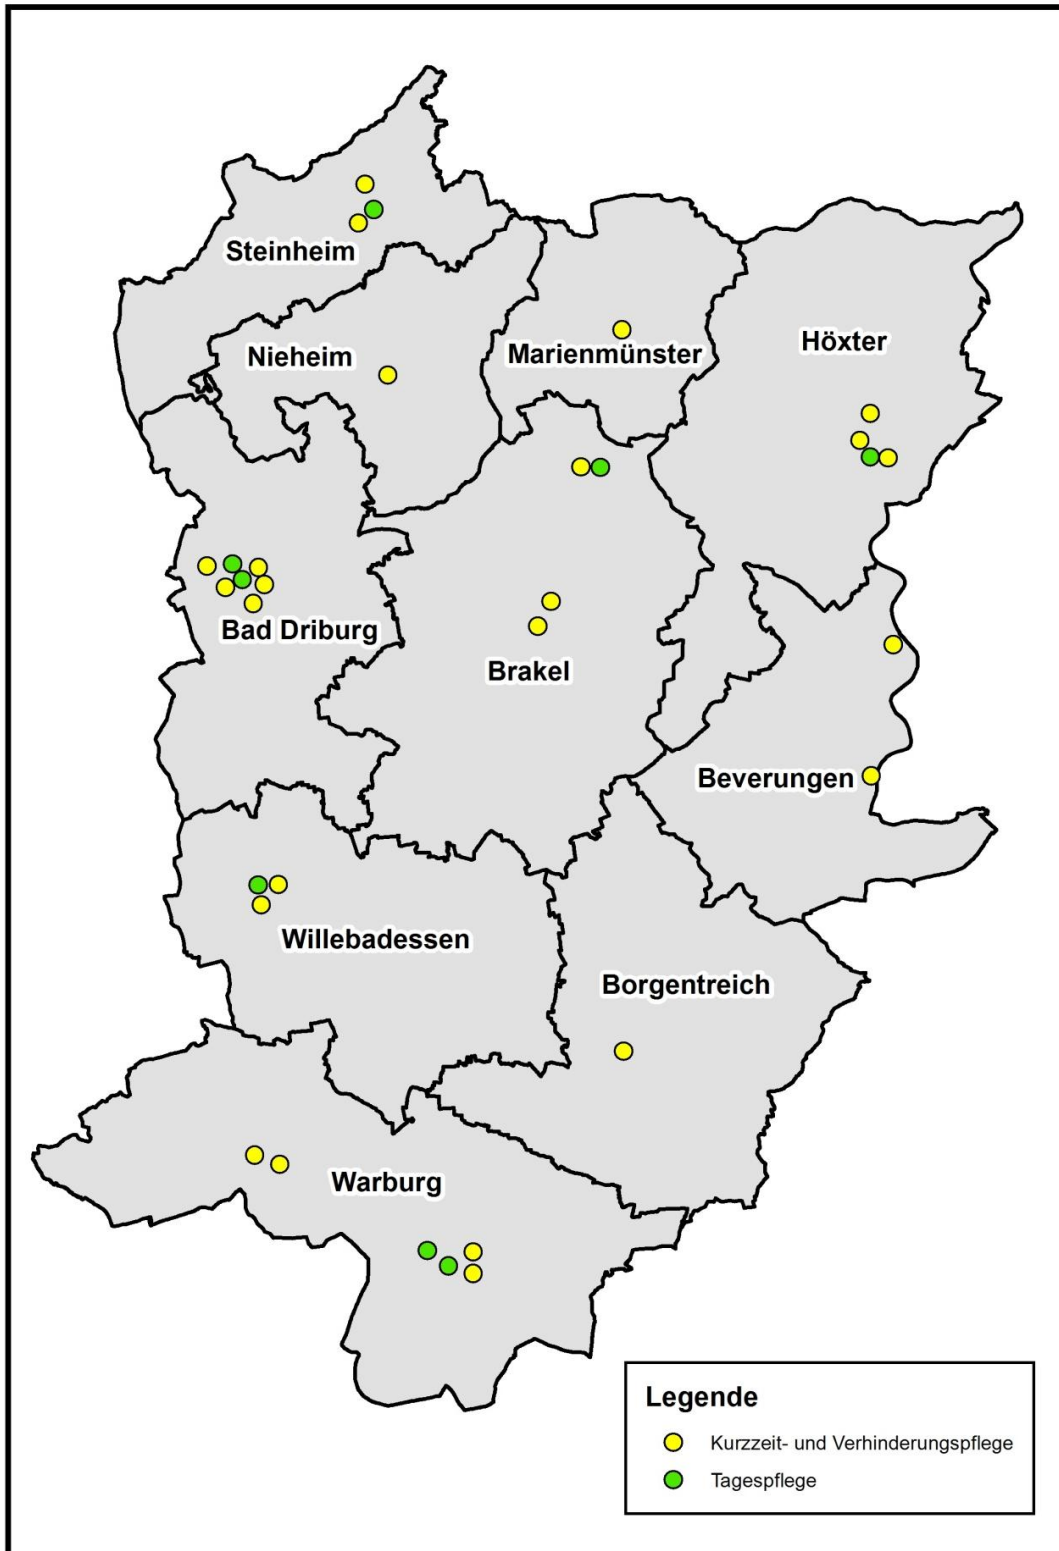 Steinheim
Nieheim
Marienmünster
Höxter
Bad Driburg
Brakel
Beverungen
Willebadessen
Borgentreich
Warburg
Legende
Kurzzeit- und Verhinderungspflege
Tagespflege